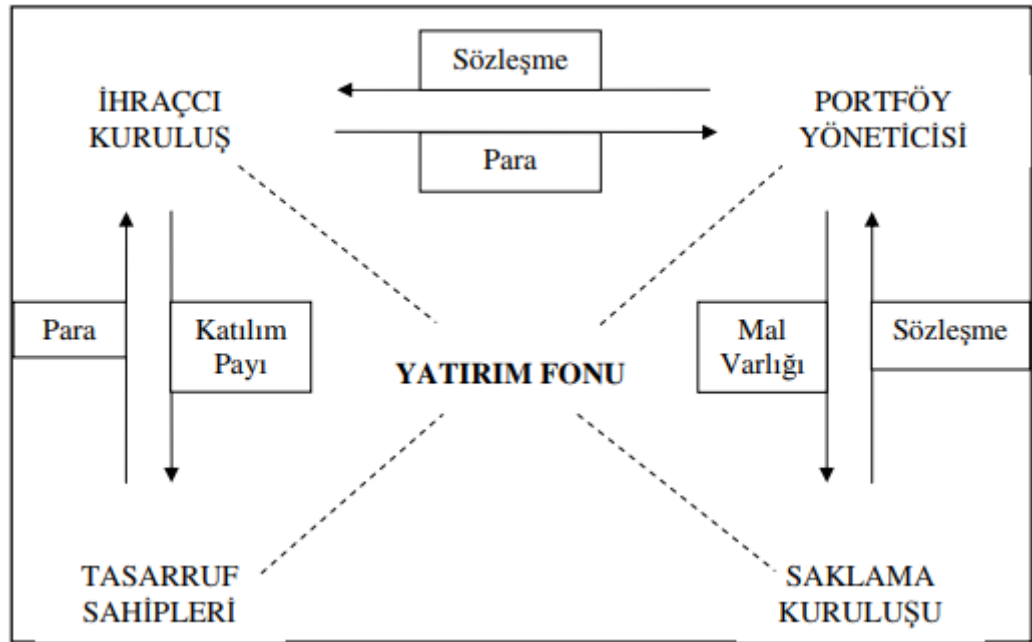 Sözleşme
İHRAÇCI
KURULUŞ
PORTFÖY
YÖNETİCİSİ
Para
Para
Katılım
Payı
YATIRIM FONU
Mal
Varlığı
Sözleşme
TASARRUF
SAHİPLERİ
SAKLAMA
KURULUŞU